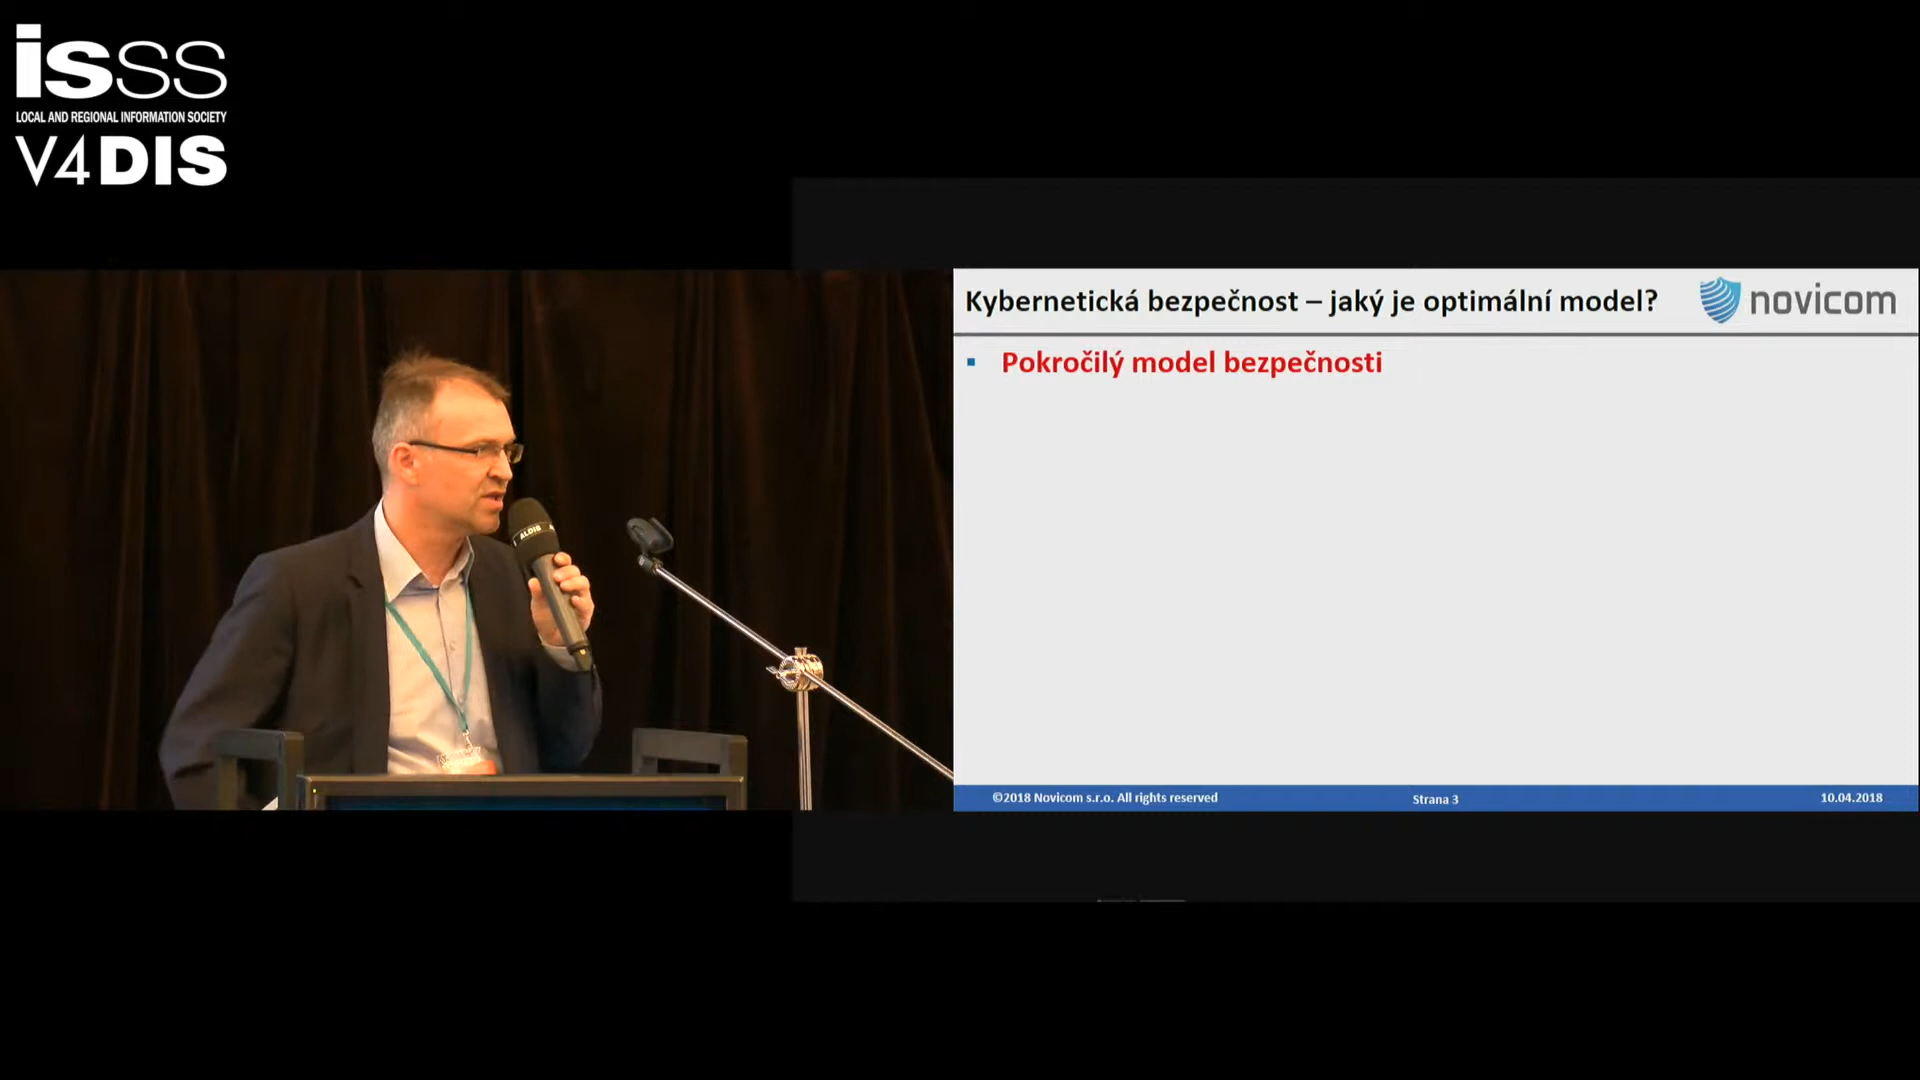 isss
LOCAL AND REGIONAL INFORMATION SOCIETY
V4DIS
Kybernetická bezpečnost – jaký je optimální model?
novicom
▪ Pokročilý model bezpečnosti
ALDIS
©2018 Novicom s.r.o. All rights reserved
Strana 3
10.04.2018